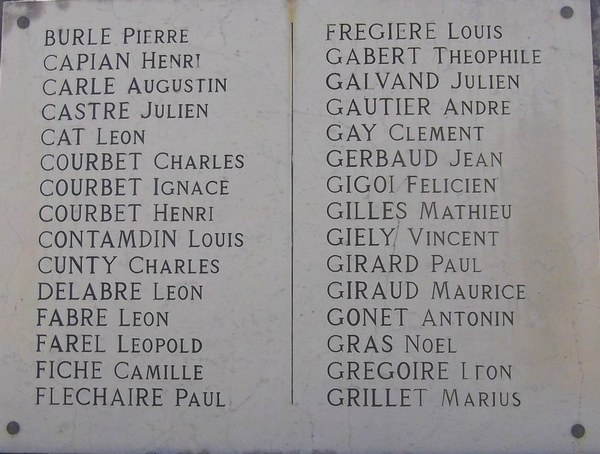 BURLE PIERRE
CAPIAN HENRI
CARLE AUGUSTIN
CASTRE JULIEN
CAT LEON
COURBET CHARLES
COURBET IGNACE
COURBET HENRI
CONTAMDIN LOUIS
CUNTY CHARLES
DELABRE LEON
FABRE LEON
FAREL LEOPOLD
FICHE CAMILLE
FLECHAIRE PAUL
FREGIERE LOUIS
GABERT THEOPHILE
GALVAND JULIEN
GAUTIER ANDRE
GAY CLEMENT
GERBAUD JEAN
GIGOI FELICIEN
GILLES MATHIEU
GIELY VINCENT
GIRARD PAUL
GIRAUD MAURICE
GONET ANTONIN
GRAS NOEL
GREGOIRE LEON
GRILLET MARIUS